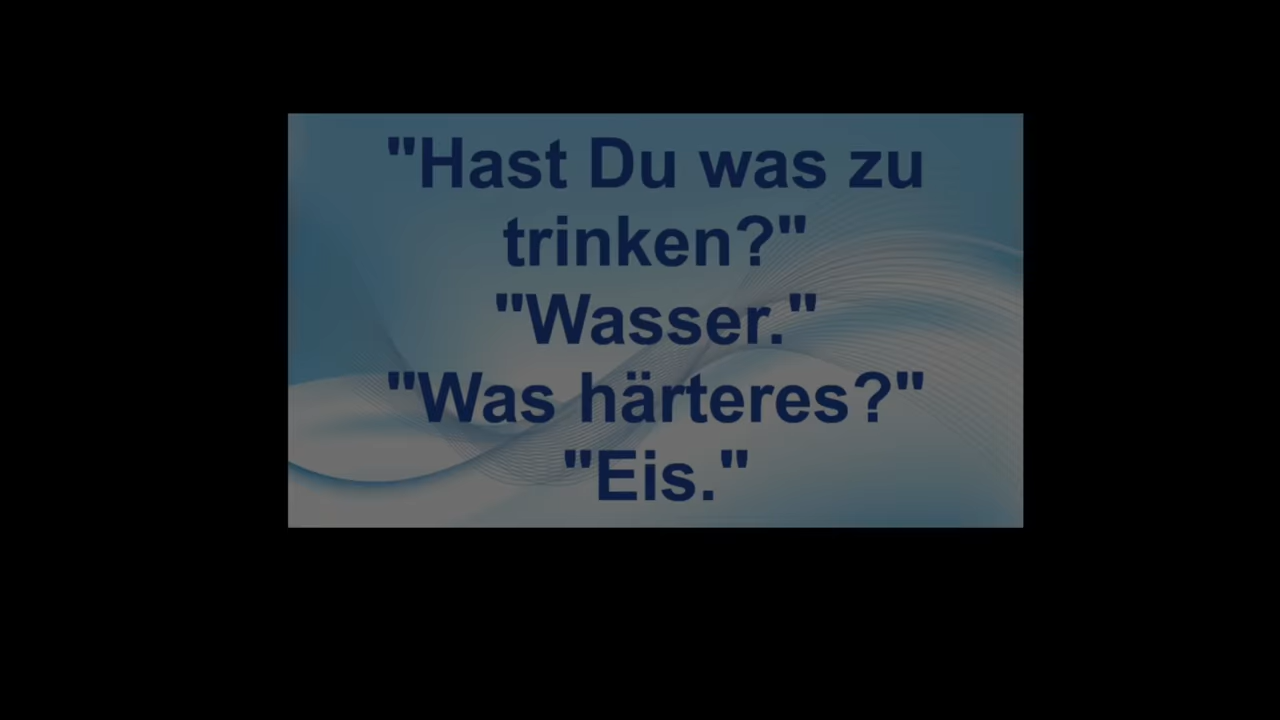 "Hast Du was zu
trinken?"
"Wasser."
"Was härteres?"
"Eis."